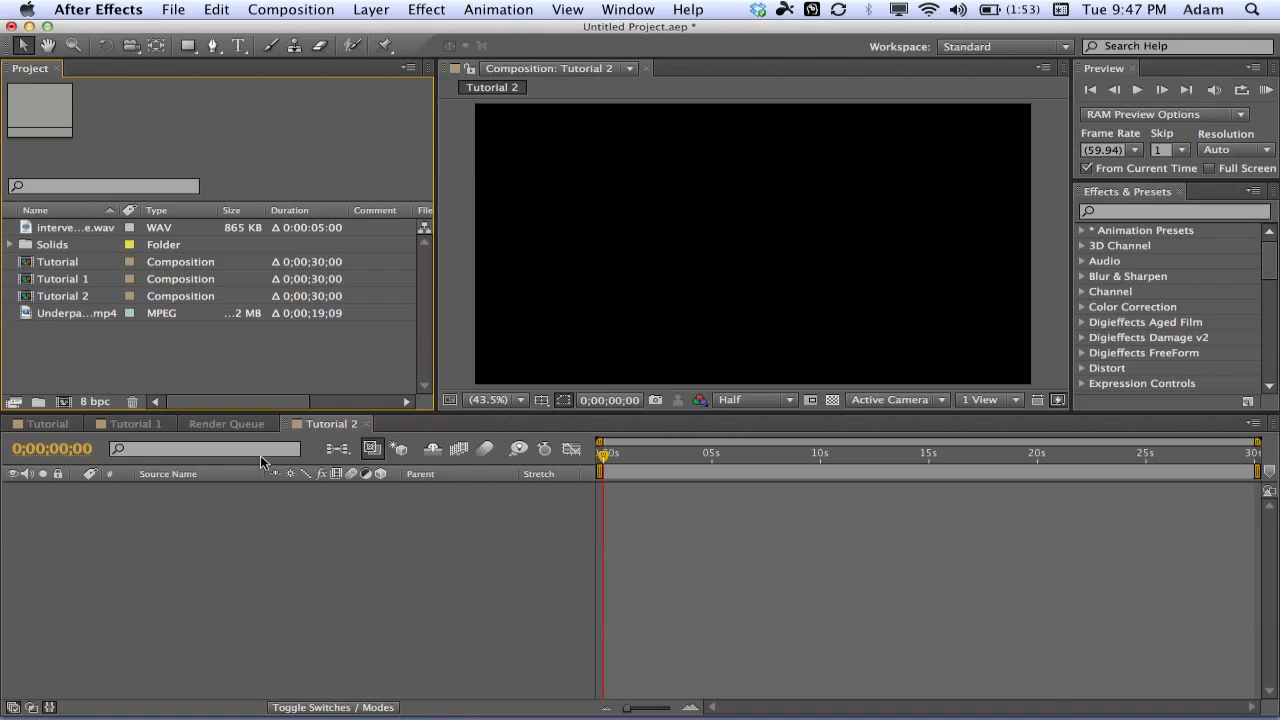 After Effects File Edit Composition Layer Effect Animation View Window Help (1:53) Tue 9:47 PM Adam
Untitled Project.aep *
Workspace: Standard Search Help
Project
Composition: Tutorial 2
Preview
Tutorial 2
RAM Preview Options
Frame Rate Skip Resolution
(59.94) 1 Auto
From Current Time Full Screen
Effects & Presets
Name Type Size Duration Comment File
interve...e.wav WAV 865 KB Δ 0:00:05:00
Solids Folder
Tutorial Composition Δ 0;00;30;00
Tutorial 1 Composition Δ 0;00;30;00
Tutorial 2 Composition Δ 0;00;30;00
Underpa...mp4 MPEG ...2 MB Δ 0;00;19;09
* Animation Presets
3D Channel
Audio
Blur & Sharpen
Channel
Color Correction
Digieffects Aged Film
Digieffects Damage v2
Digieffects FreeForm
Distort
Expression Controls
8 bpc
(43.5%) 0;00;00;00 Half Active Camera 1 View
Tutorial Tutorial 1 Render Queue Tutorial 2
0;00;00;00
00s 05s 10s 15s 20s 25s 30s
# Source Name fx Parent Stretch
Toggle Switches / Modes